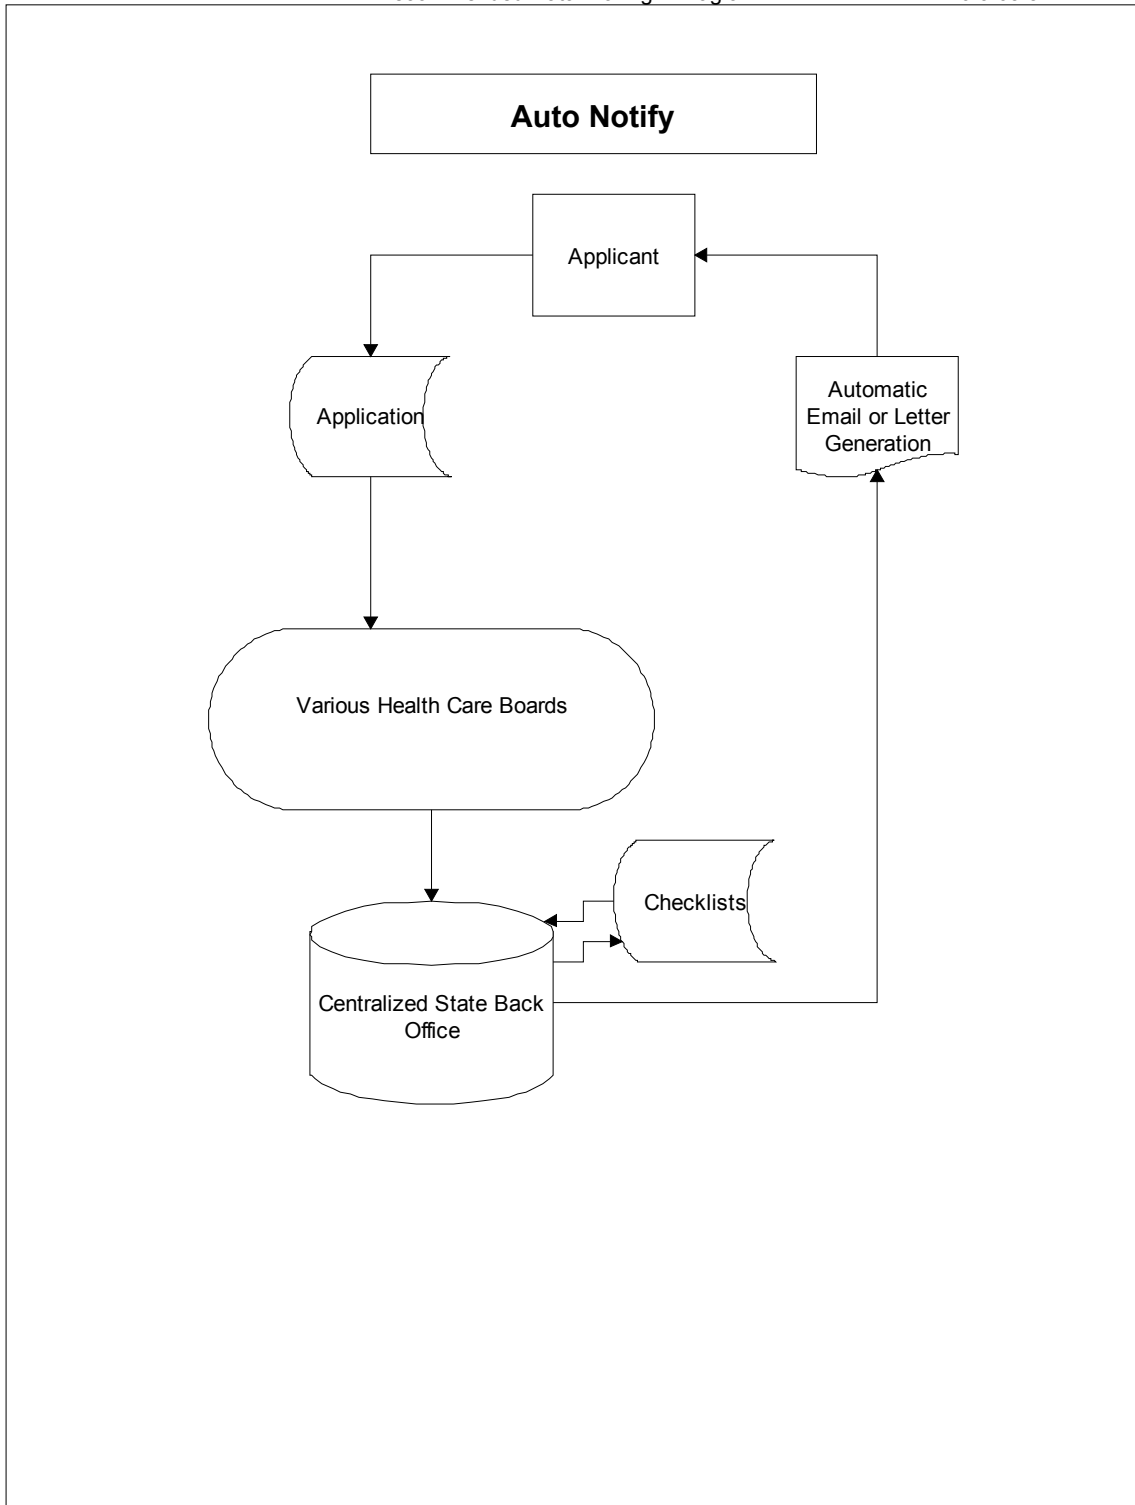 Auto Notify
Applicant
Application
Automatic
Email or Letter
Generation
Various Health Care Boards
Checklists
Centralized State Back
Office